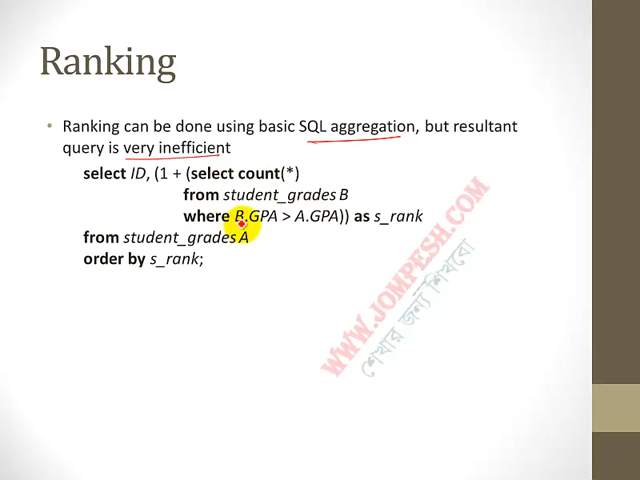 Ranking
• Ranking can be done using basic SQL aggregation, but resultant
query is very inefficient
select ID, (1 + (select count(*)
from student_grades B
where B.GPA > A.GPA)) as s_rank
from student_grades A
order by s_rank;
WWW.JOMPESH.COM
শেখার জন্য শিখাবো